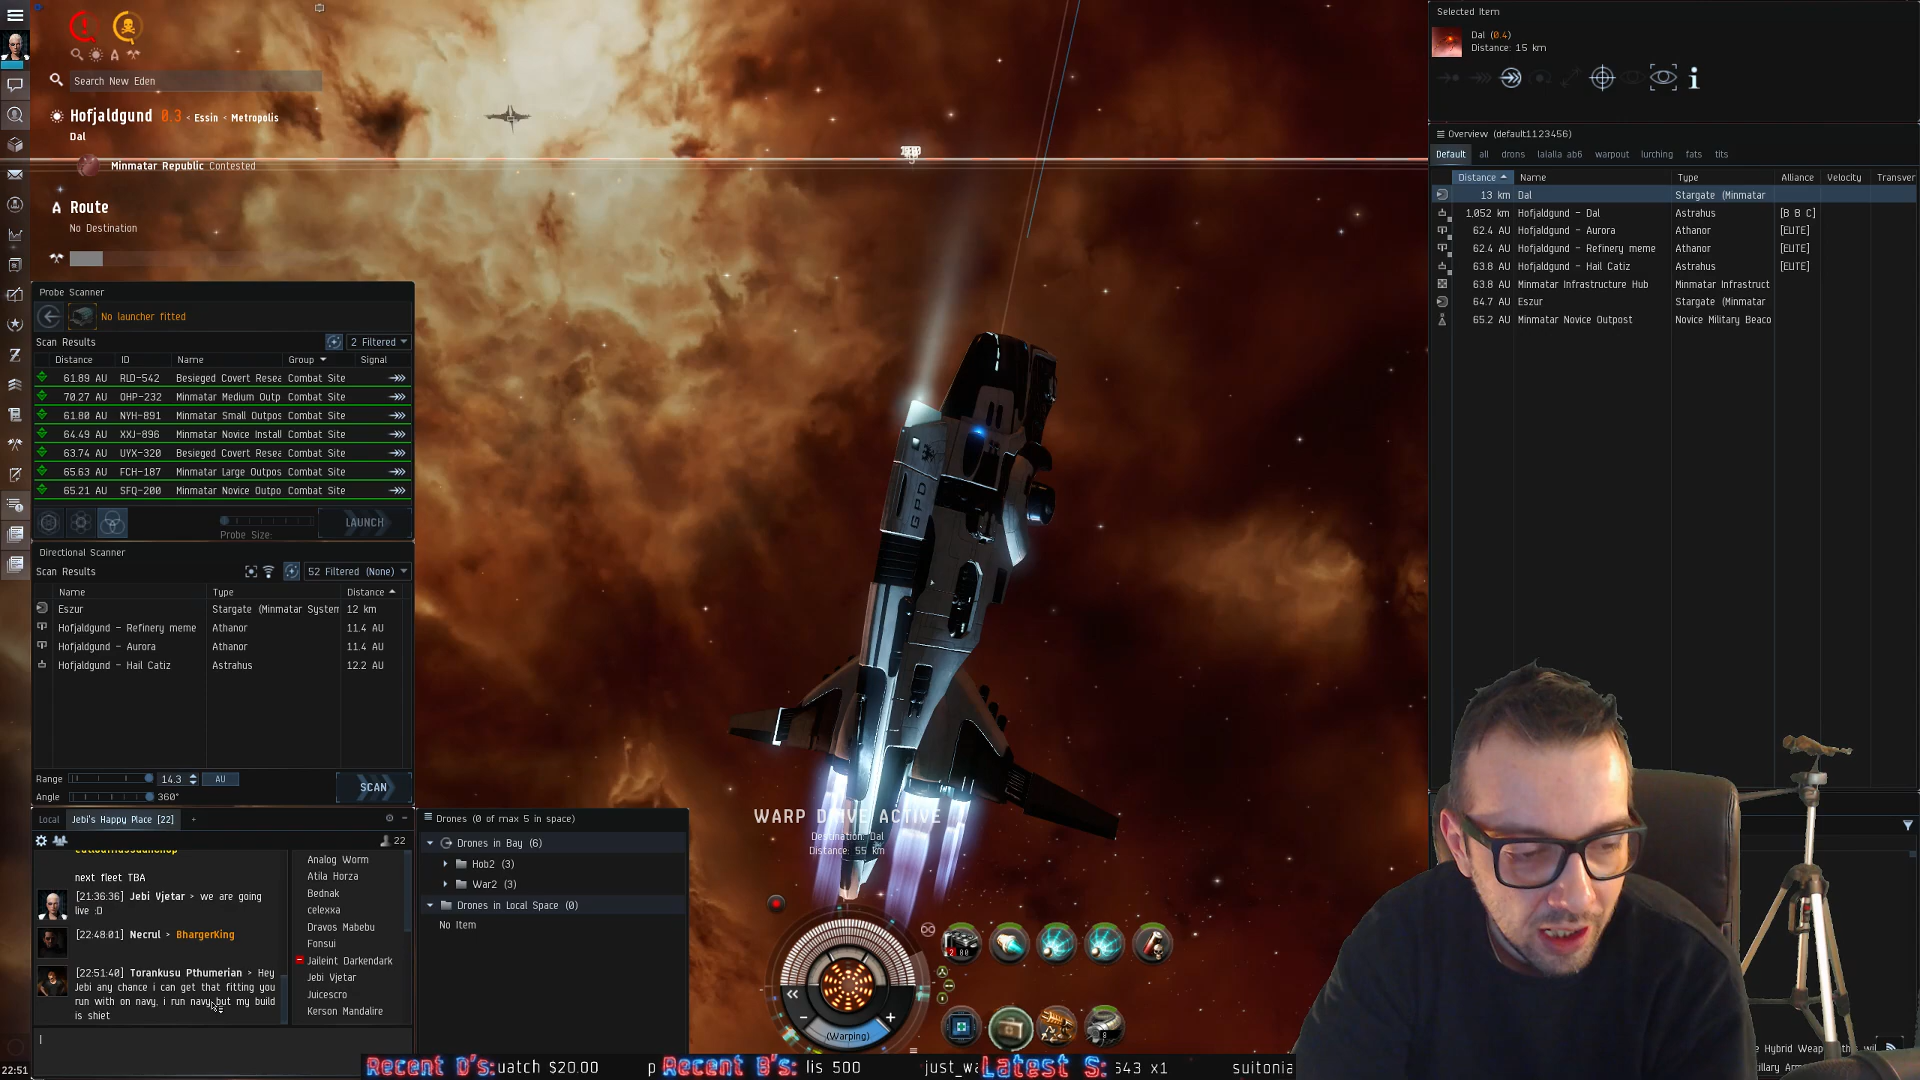 Search New Eden
Hofjaldgund 0.3 < Essin < Metropolis
Dal
Minmatar Republic Contested
Route
No Destination
Probe Scanner
No launcher fitted
Scan Results
2 Filtered
Distance ID Name Group Signal
61.89 AU RLD-542 Besieged Covert Resea Combat Site
70.27 AU OHP-232 Minmatar Medium Outp Combat Site
61.80 AU NYH-891 Minmatar Small Outpos Combat Site
64.49 AU XXJ-896 Minmatar Novice Install Combat Site
63.74 AU UYX-320 Besieged Covert Resea Combat Site
65.63 AU FCH-187 Minmatar Large Outpos Combat Site
65.21 AU SFQ-200 Minmatar Novice Outpo Combat Site
Probe Size:
LAUNCH
Directional Scanner
Scan Results
52 Filtered (None)
Name Type Distance
Eszur Stargate (Minmatar System 12 km
Hofjaldgund - Refinery meme Athanor 11.4 AU
Hofjaldgund - Aurora Athanor 11.4 AU
Hofjaldgund - Hail Catiz Astrahus 12.2 AU
Range 14.3 AU
Angle 360°
SCAN
Local Jebi's Happy Place [22] +
22
next fleet TBA
[21:36:36] Jebi Vjetar > we are going
live :D
[22:48:01] Necrul > BhargerKing
[22:51:40] Torankusu Pthumerian > Hey
Jebi any chance i can get that fitting you
run with on navy, i run navy but my build
is shiet
Analog Worm
Atila Horza
Bednak
celexxa
Dravos Mabebu
Fonsui
Jaileint Darkendark
Jebi Vjetar
Juicescro
Kerson Mandalire
22:51
Drones (0 of max 5 in space)
Drones in Bay (6)
Hob2 (3)
War2 (3)
Drones in Local Space (0)
No Item
GPD
WARP DRIVE ACTIVE
Destination: Dal
Distance: 55 km
(Warping)
Recent D's: uatch $20.00 p Recent B's: lis 500 just_wa Latest S: 543 x1 suitonia
Selected Item
Dal (0.4)
Distance: 15 km
Overview (default1123456)
Default all drons lalalla ab6 warpout lurching fats tits
Distance Name Type Alliance Velocity Transver
13 km Dal Stargate (Minmatar
1.052 km Hofjaldgund - Dal Astrahus [B B C]
62.4 AU Hofjaldgund - Aurora Athanor [ELITE]
62.4 AU Hofjaldgund - Refinery meme Athanor [ELITE]
63.8 AU Hofjaldgund - Hail Catiz Astrahus [ELITE]
63.8 AU Minmatar Infrastructure Hub Minmatar Infrastruct
64.7 AU Eszur Stargate (Minmatar
65.2 AU Minmatar Novice Outpost Novice Military Beaco